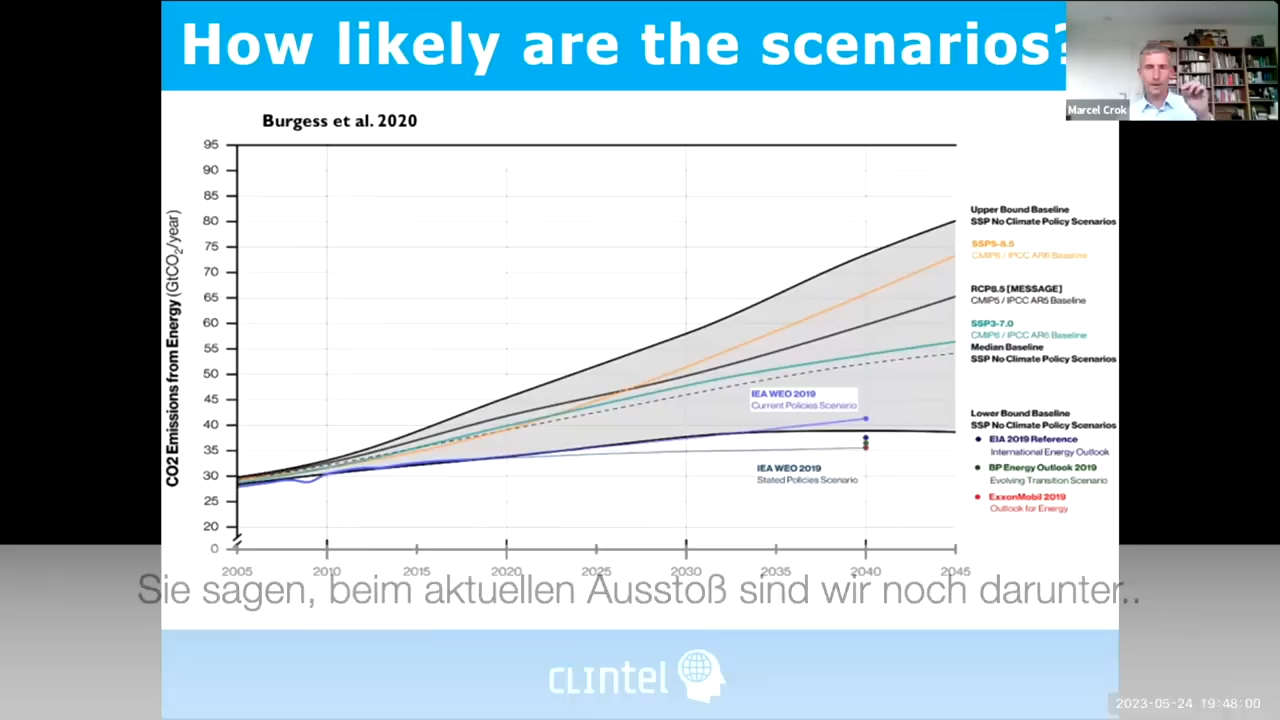 How likely are the scenarios?
Marcel Crok
Burgess et al. 2020
CO2 Emissions from Energy (GtCO2/year)
95
90
85
80
75
70
65
60
55
50
45
40
35
30
25
20
0
2005
2010
2015
2020
2025
2030
2035
2040
2045
IEA WEO 2019
Current Policies Scenario
IEA WEO 2019
Stated Policies Scenario
Upper Bound Baseline
SSP No Climate Policy Scenarios
SSP5-8.5
CMIP6 / IPCC AR6 Baseline
RCP8.5 [MESSAGE]
CMIP5 / IPCC AR5 Baseline
SSP3-7.0
CMIP6 / IPCC AR6 Baseline
Median Baseline
SSP No Climate Policy Scenarios
Lower Bound Baseline
SSP No Climate Policy Scenarios
EIA 2019 Reference
International Energy Outlook
BP Energy Outlook 2019
Evolving Transition Scenario
ExxonMobil 2019
Outlook for Energy
Sie sagen, beim aktuellen Ausstoß sind wir noch darunter..
CLINTEL
2023-05-24 19:48:00